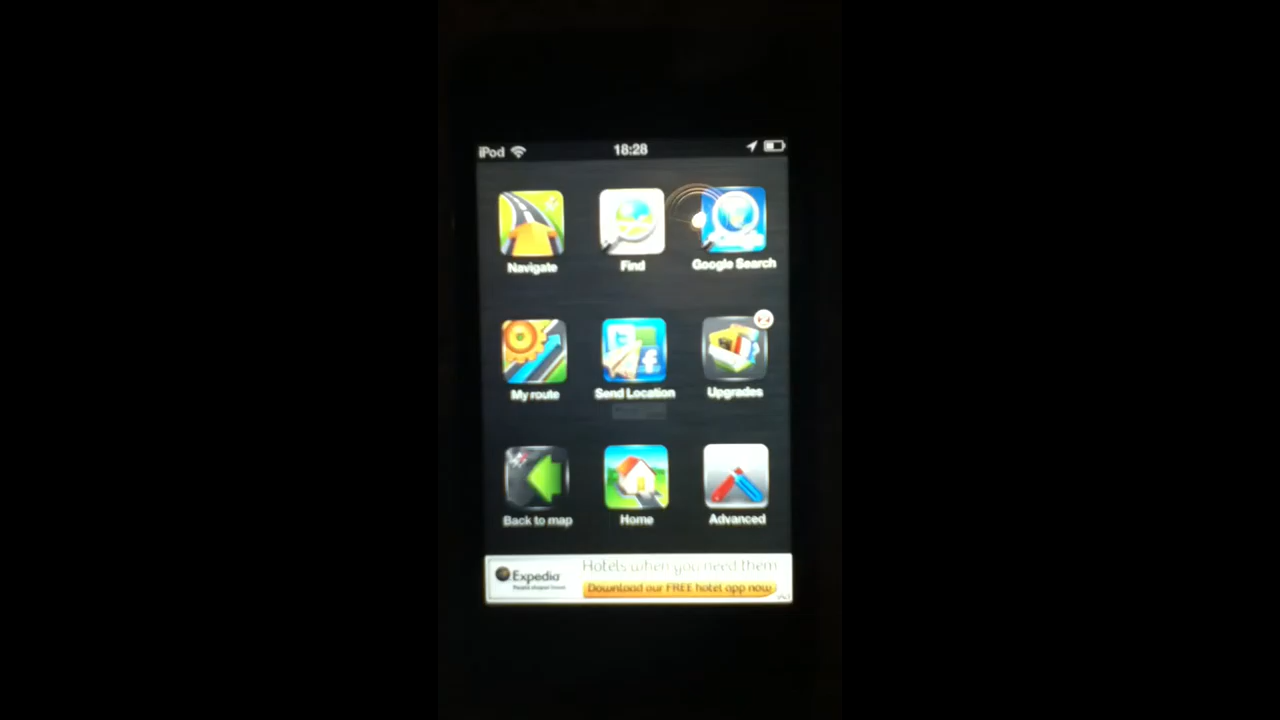 iPod 18:28
Navigate Find Google Search
My route Send Location Upgrades
Back to map Home Advanced
Expedia Hotels when you need them
Download our FREE hotel app now